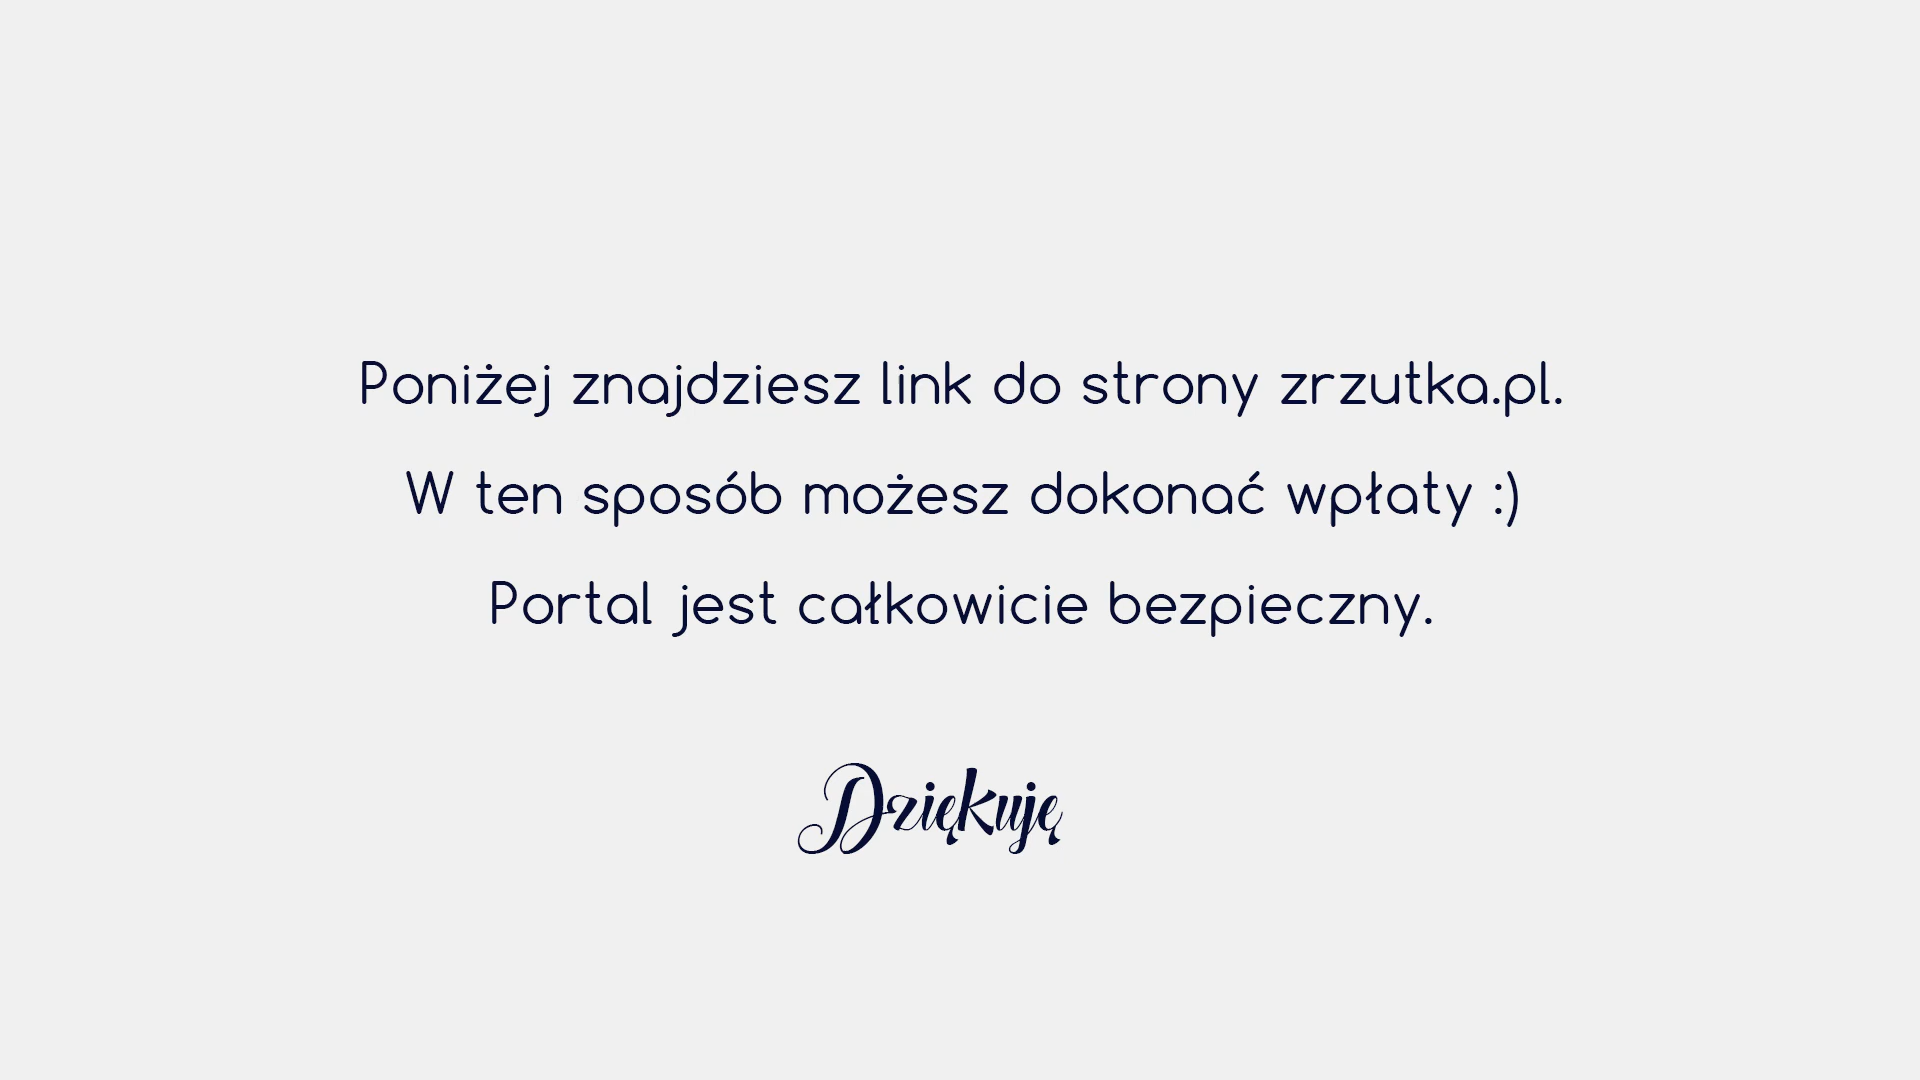 Poniżej znajdziesz link do strony zrzutka.pl.
W ten sposób możesz dokonać wpłaty :)
Portal jest całkowicie bezpieczny.
Dziękuję